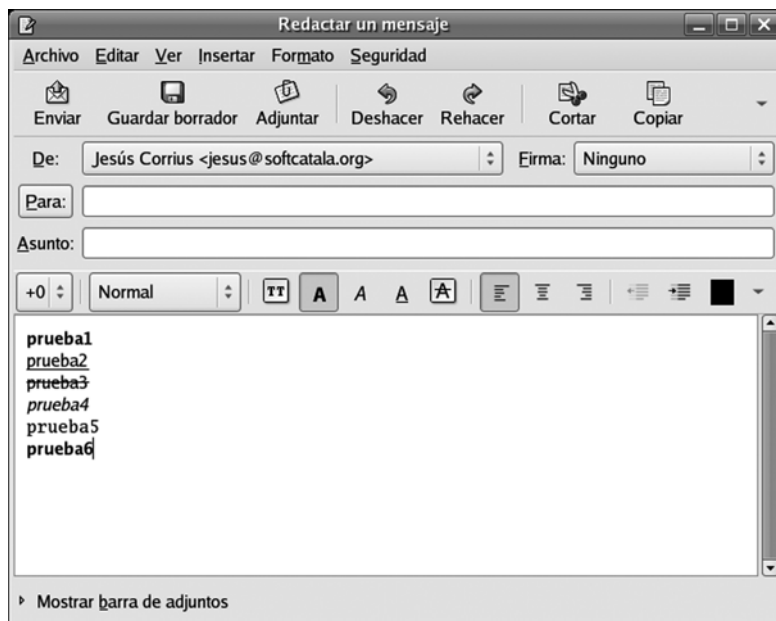 Redactar un mensaje
Archivo Editar Ver Insertar Formato Seguridad
Enviar Guardar borrador Adjuntar Deshacer Rehacer Cortar Copiar
De: Jesús Corrius <jesus@softcatala.org> Firma: Ninguno
Para:
Asunto:
+0 Normal TT A A A A
prueba1
prueba2
prueba3
prueba4
prueba5
prueba6
Mostrar barra de adjuntos